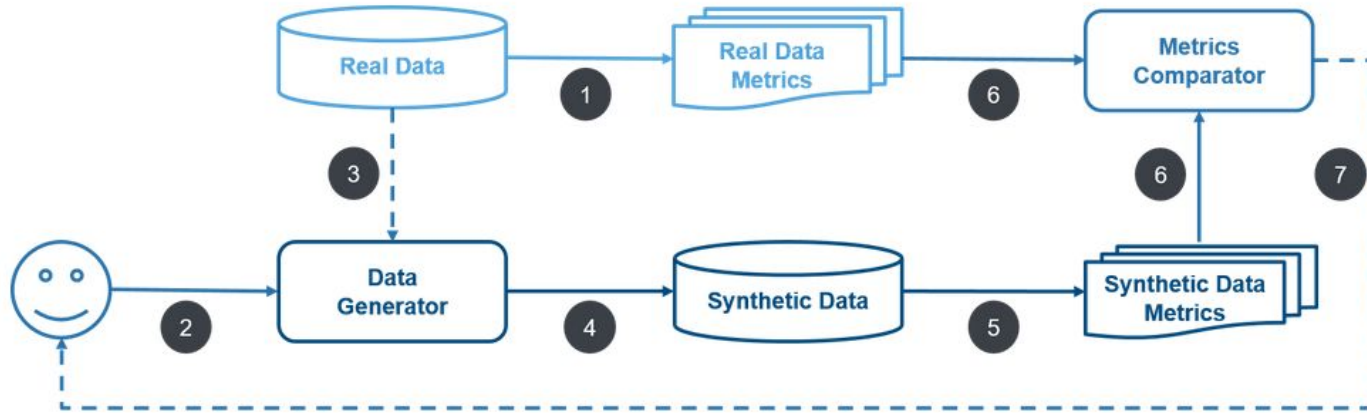 Real Data
1
Real Data
Metrics
6
Metrics
Comparator
3
6
7
2
Data
Generator
4
Synthetic Data
5
Synthetic Data
Metrics